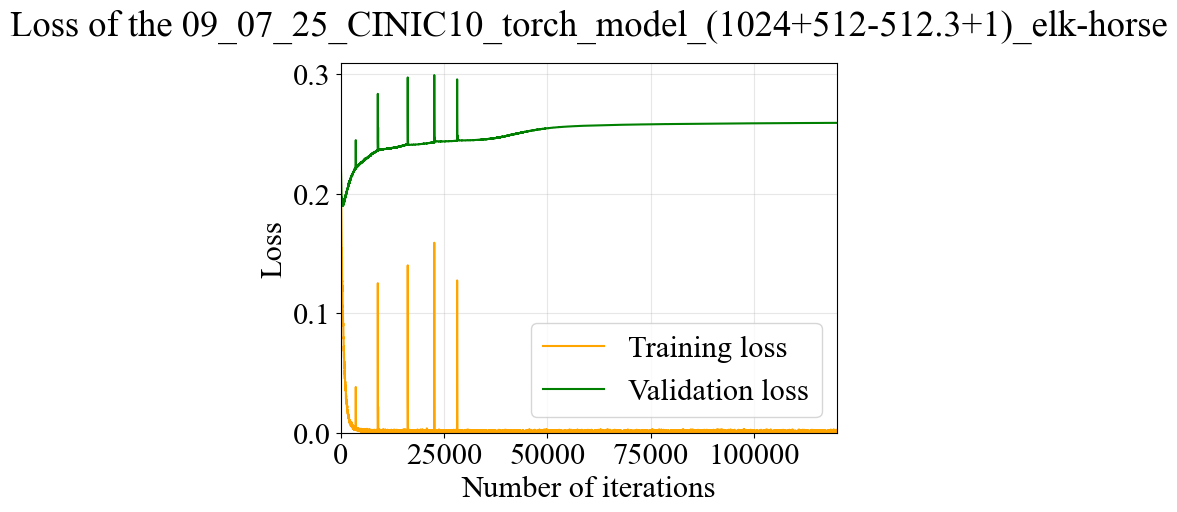 Loss of the 09_07_25_CINIC10_torch_model_(1024+512-512.3+1)_elk-horse
0.3
0.2
0.1
0.0
Loss
Training loss
Validation loss
0 25000 50000 75000 100000
Number of iterations